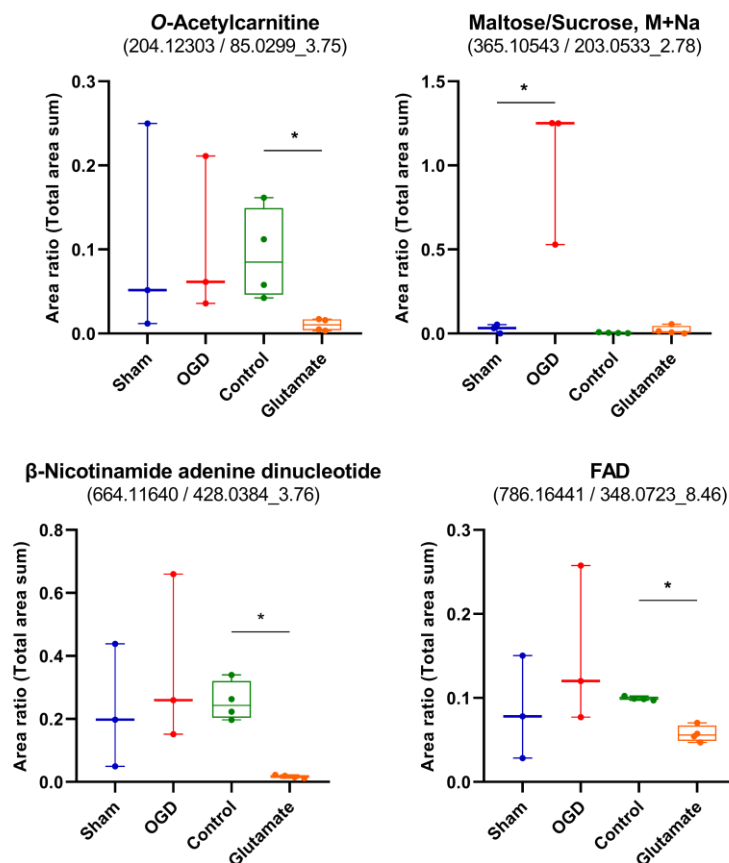 O-Acetylcarnitine
(204.12303 / 85.0299_3.75)
Area ratio (Total area sum)
0.3
0.2
0.1
0.0
*
Sham
OGD
Control
Glutamate
Maltose/Sucrose, M+Na
(365.10543 / 203.0533_2.78)
Area ratio (Total area sum)
1.5
1.0
0.5
0.0
*
Sham
OGD
Control
Glutamate
β-Nicotinamide adenine dinucleotide
(664.11640 / 428.0384_3.76)
Area ratio (Total area sum)
0.8
0.6
0.4
0.2
0.0
*
Sham
OGD
Control
Glutamate
FAD
(786.16441 / 348.0723_8.46)
Area ratio (Total area sum)
0.3
0.2
0.1
0.0
*
Sham
OGD
Control
Glutamate